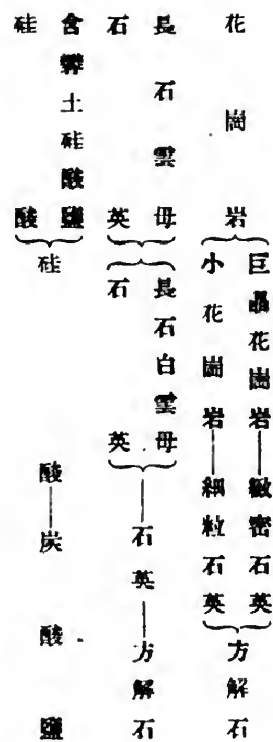 花崗岩
巨晶花崗岩——緻密石英
小花崗岩——細粒石英
方解石
長石雲母
石英
長石白雲母
石英
——石英——方解石
含礬土硅酸鹽
硅酸
硅酸——炭酸鹽